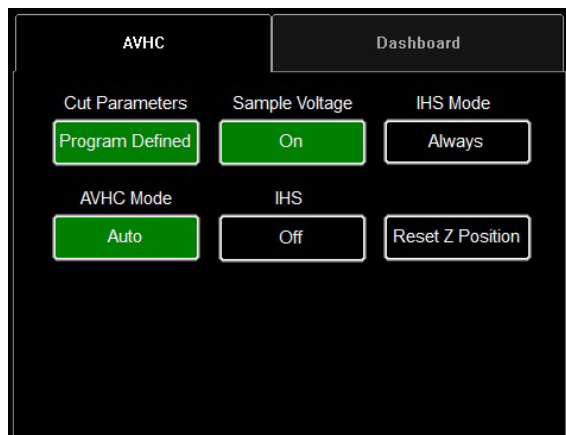 AVHC
Dashboard
Cut Parameters
Sample Voltage
IHS Mode
Program Defined
On
Always
AVHC Mode
IHS
Auto
Off
Reset Z Position